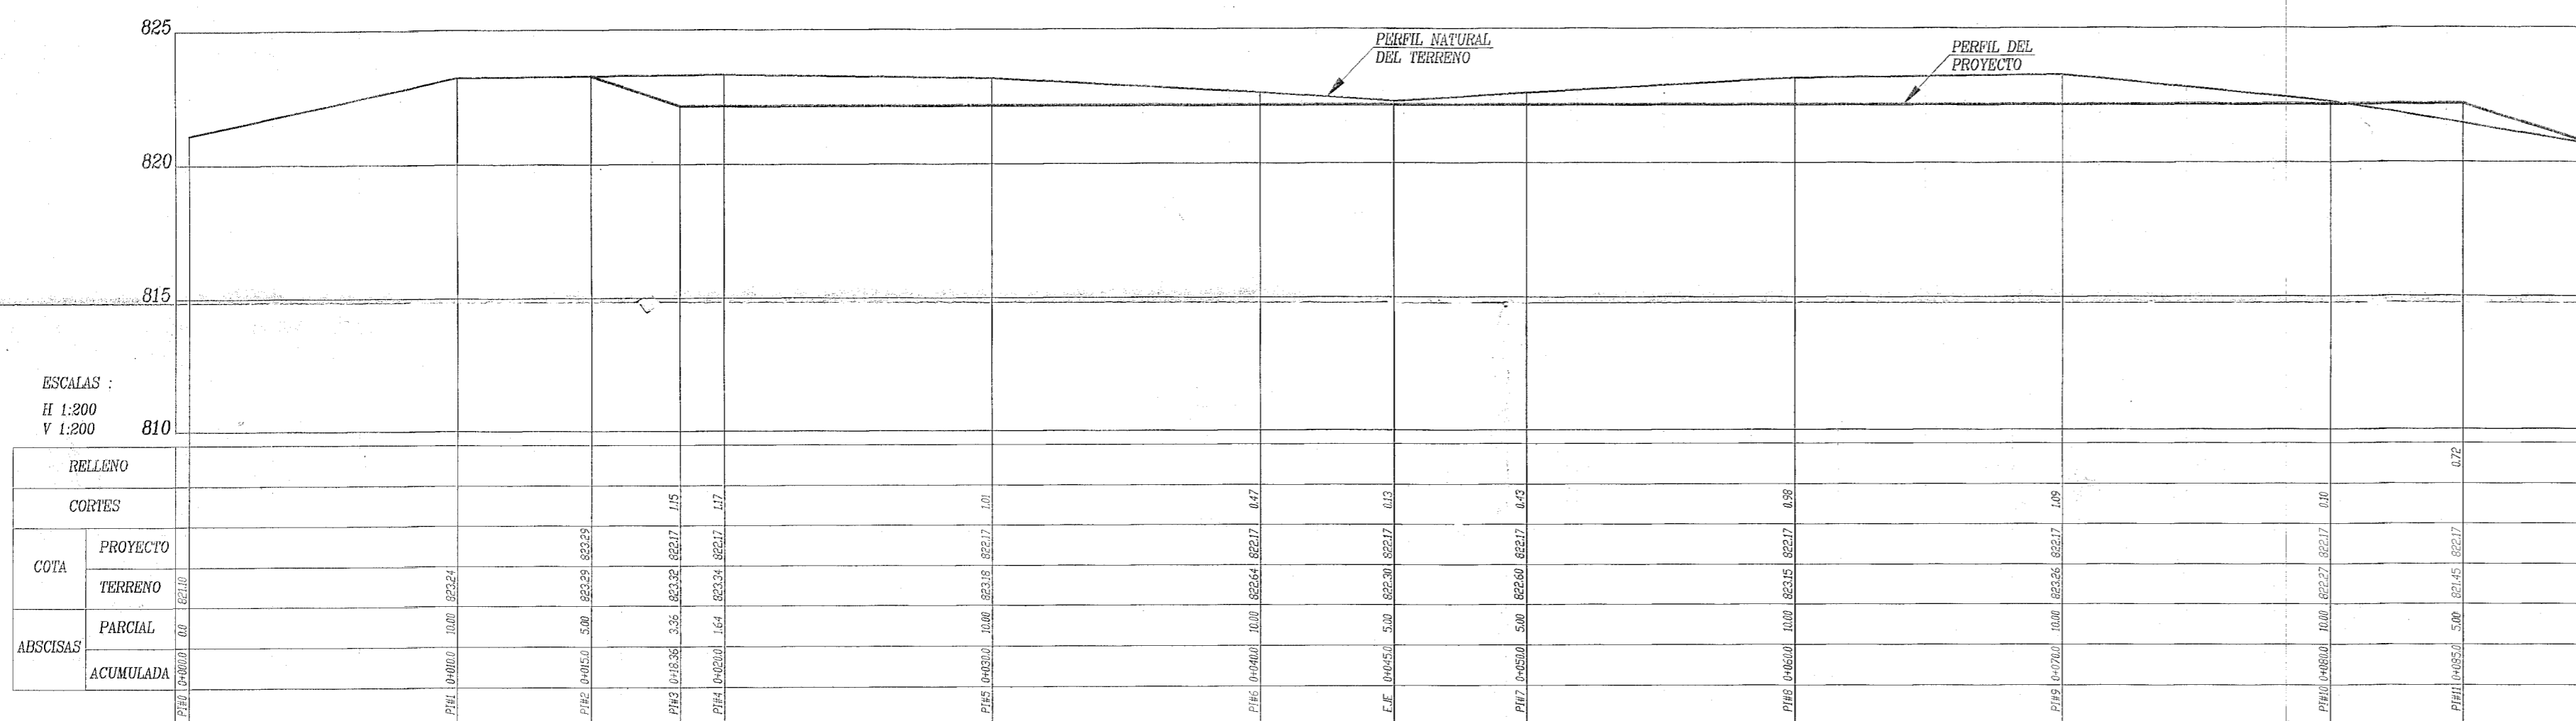 825
PERFIL NATURAL
DEL TERRENO
PERFIL DEL
PROYECTO
820
815
ESCALAS :
H 1:200
V 1:200
810
RELLENO
0.72
CORTES
1.15 1.17 1.01 0.47 0.13 0.43 0.98 1.09 0.10
COTA
PROYECTO
823.29 822.17 822.17 822.17 822.17 822.17 822.17 822.17 822.17 822.17 822.17
TERRENO
821.10 823.24 823.29 823.32 823.34 823.18 822.64 822.30 822.60 823.15 823.26 822.27 821.45
ABSCISAS
PARCIAL
0.0 10.00 5.00 3.36 1.64 10.00 10.00 5.00 5.00 10.00 10.00 10.00 5.00
ACUMULADA
0+000.0 0+010.0 0+015.0 0+18.36 0+020.0 0+030.0 0+040.0 0+045.0 0+050.0 0+060.0 0+070.0 0+080.0 0+085.0
PI#0 PI#1 PI#2 PI#3 PI#4 PI#5 PI#6 EJE PI#7 PI#8 PI#9 PI#10 PI#11